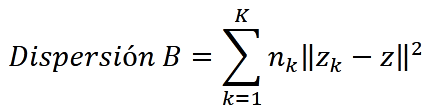 Dispersión B = ∑_{k=1}^{K} n_k‖z_k − z‖²